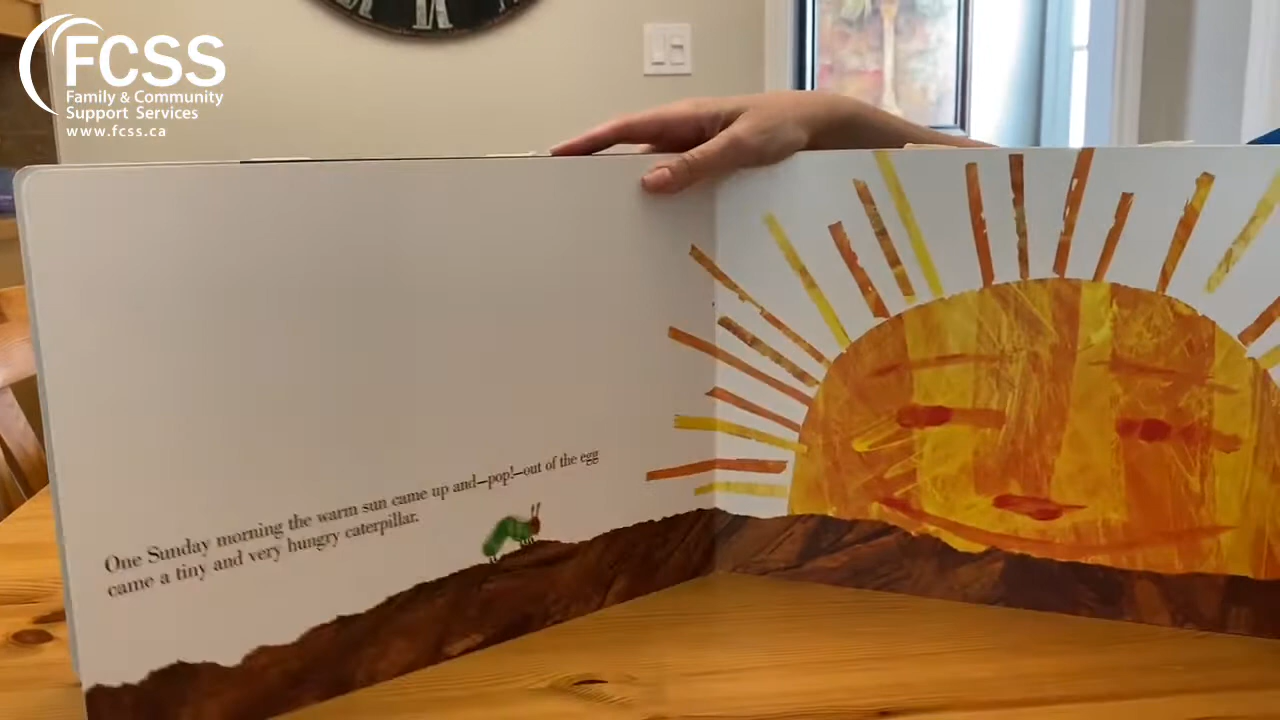 FCSS
Family & Community
Support Services
www.fcss.ca
One Sunday morning the warm sun came up and—pop!—out of the egg
came a tiny and very hungry caterpillar.